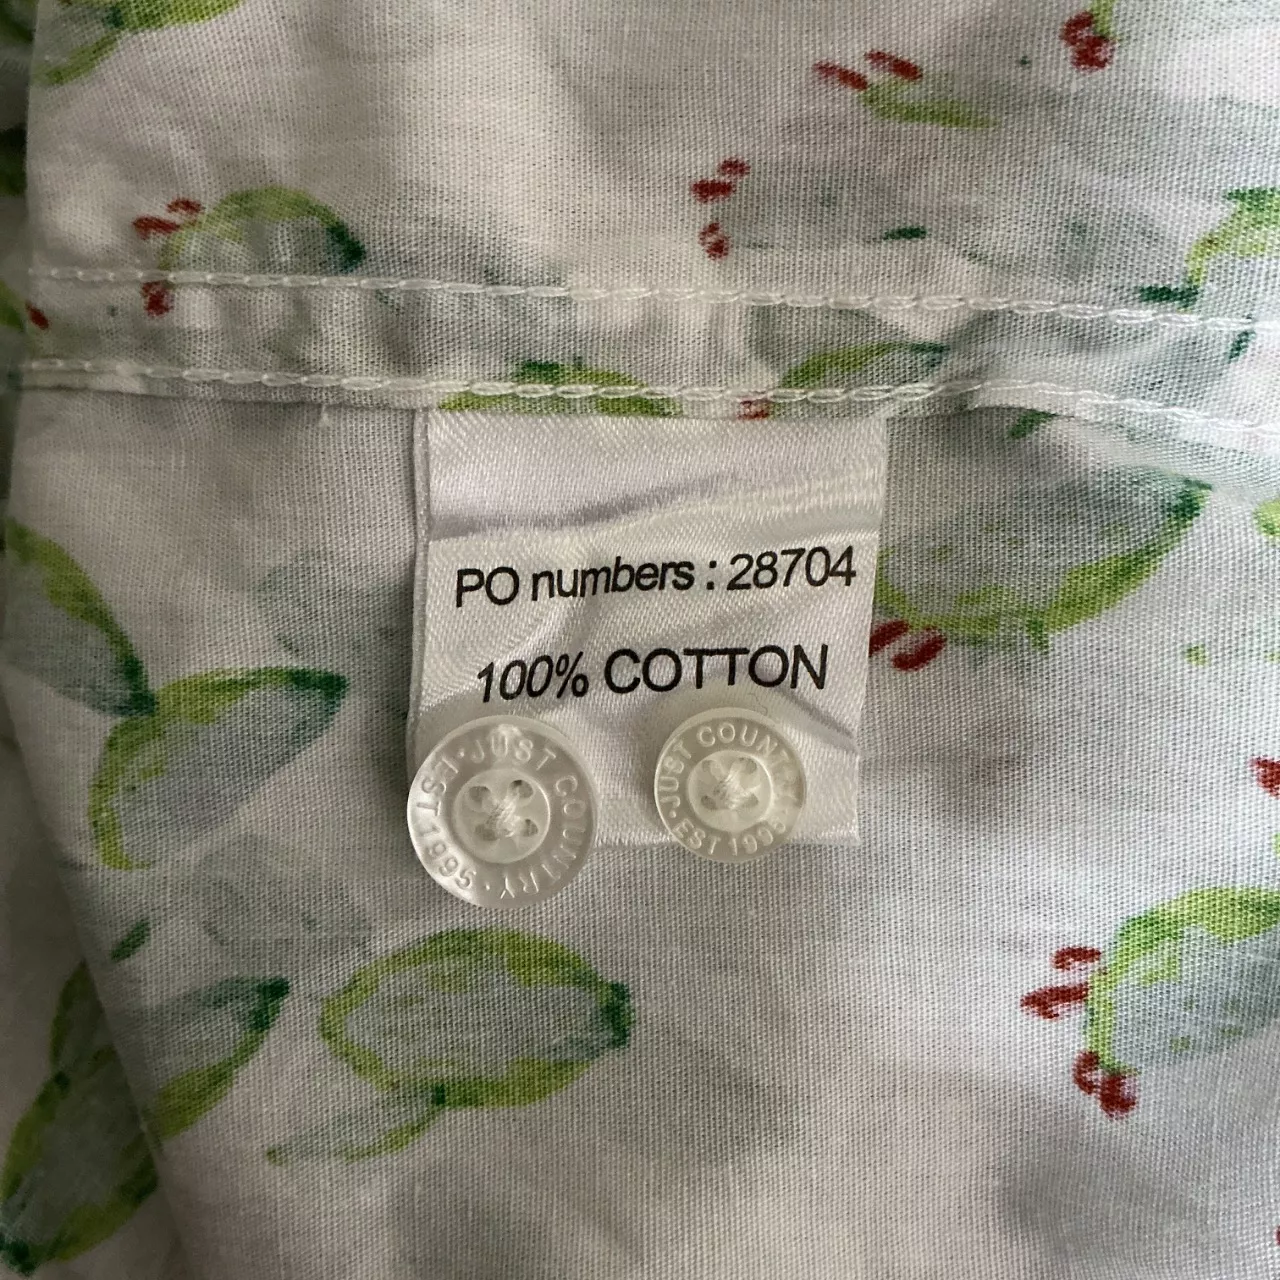 PO numbers : 28704
100% COTTON
· JUST COUNTRY · EST 1995
· JUST COUNTRY · EST 1995